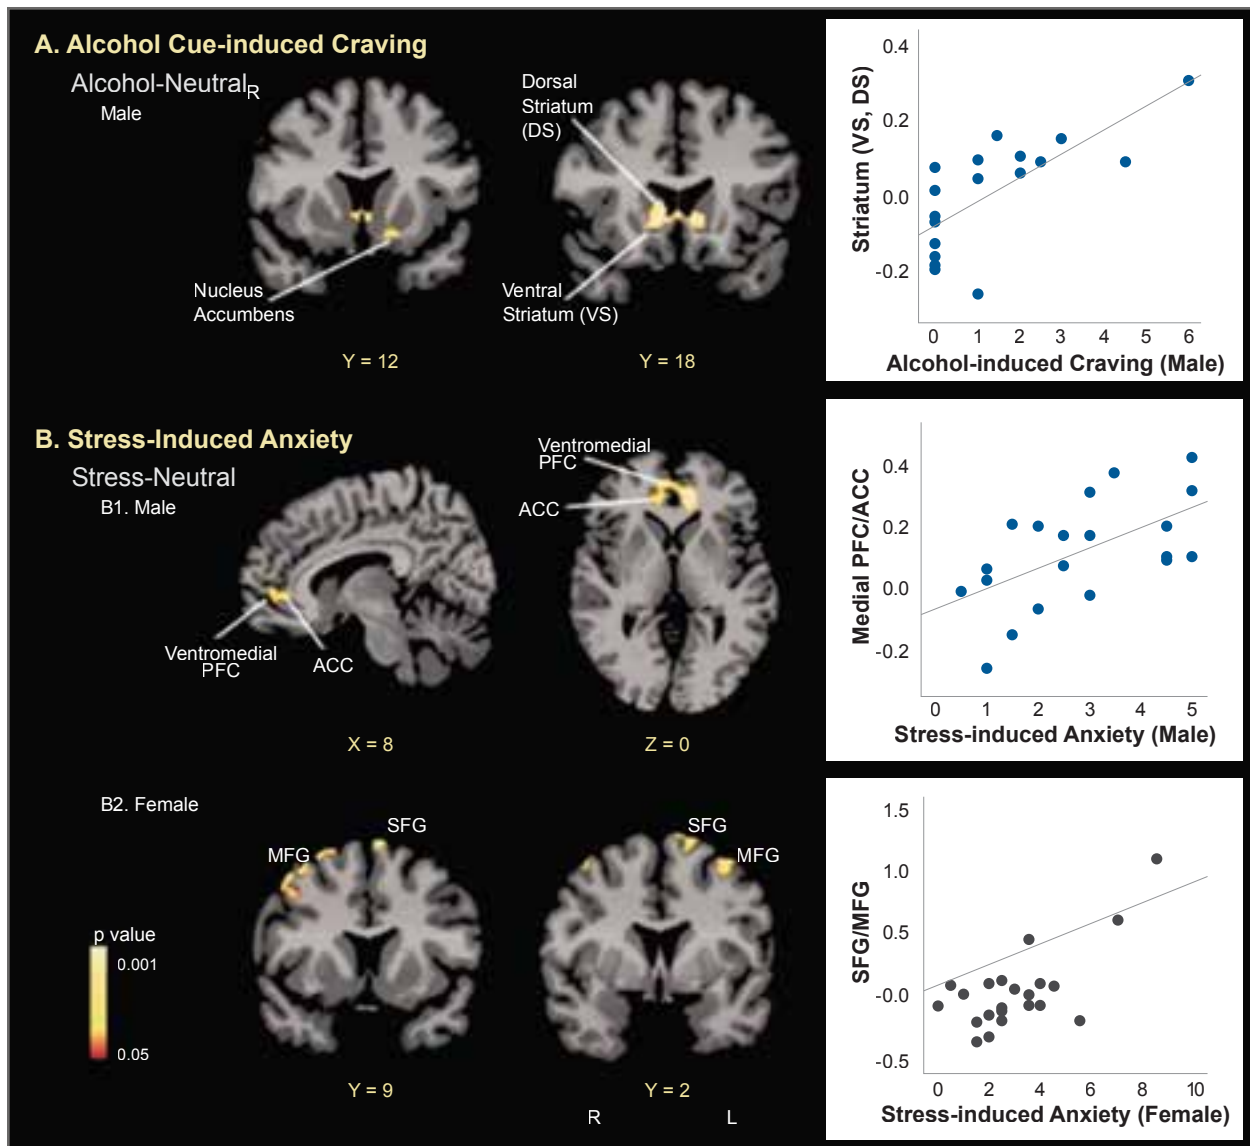 A. Alcohol Cue-induced Craving
Alcohol-Neutral R
Male
Dorsal
Striatum
(DS)
Nucleus
Accumbens
Ventral
Striatum (VS)
Y = 12
Y = 18
Striatum (VS, DS)
0.4
0.2
0.0
-0.2
0 1 2 3 4 5 6
Alcohol-induced Craving (Male)
B. Stress-Induced Anxiety
Stress-Neutral
B1. Male
Ventromedial
PFC
ACC
Ventromedial
PFC
ACC
X = 8
Z = 0
Medial PFC/ACC
0.4
0.2
0.0
-0.2
0 1 2 3 4 5
Stress-induced Anxiety (Male)
B2. Female
MFG
SFG
SFG
MFG
p value
0.001
0.05
Y = 9
Y = 2
R L
SFG/MFG
1.5
1.0
0.5
-0.0
-0.5
0 2 4 6 8 10
Stress-induced Anxiety (Female)